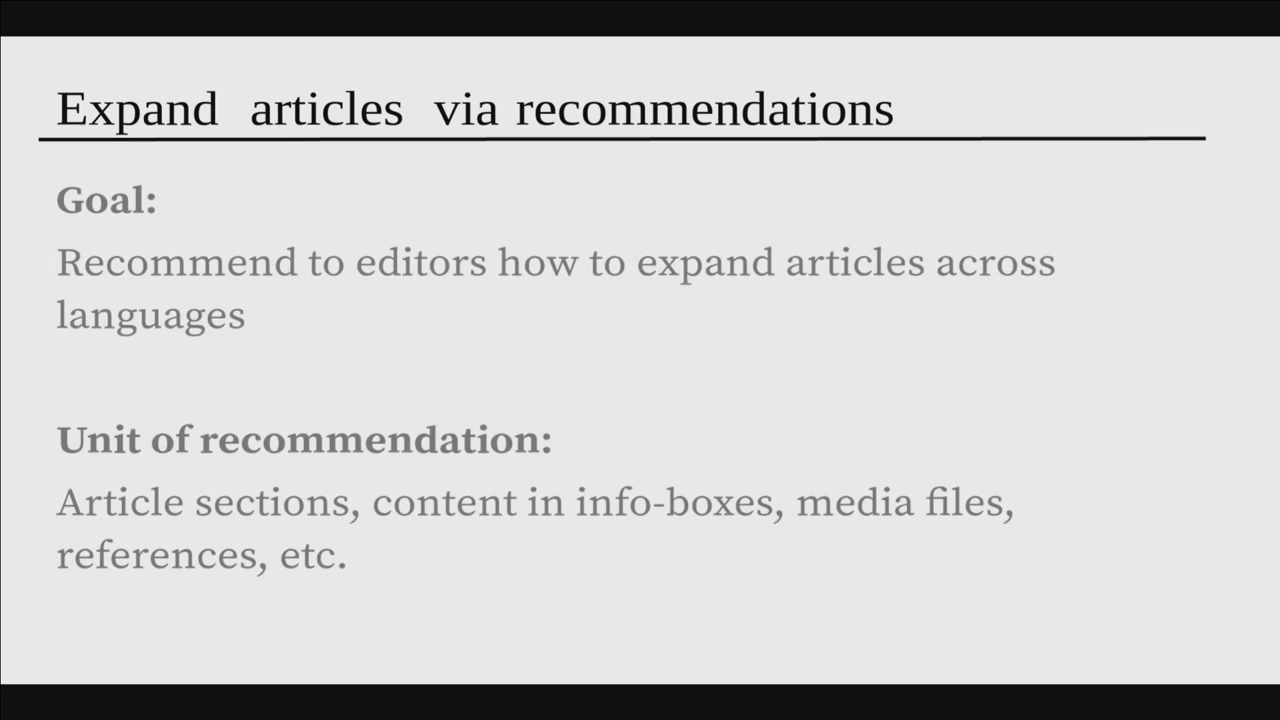 Expand articles via recommendations
Goal:
Recommend to editors how to expand articles across
languages
Unit of recommendation:
Article sections, content in info-boxes, media files,
references, etc.